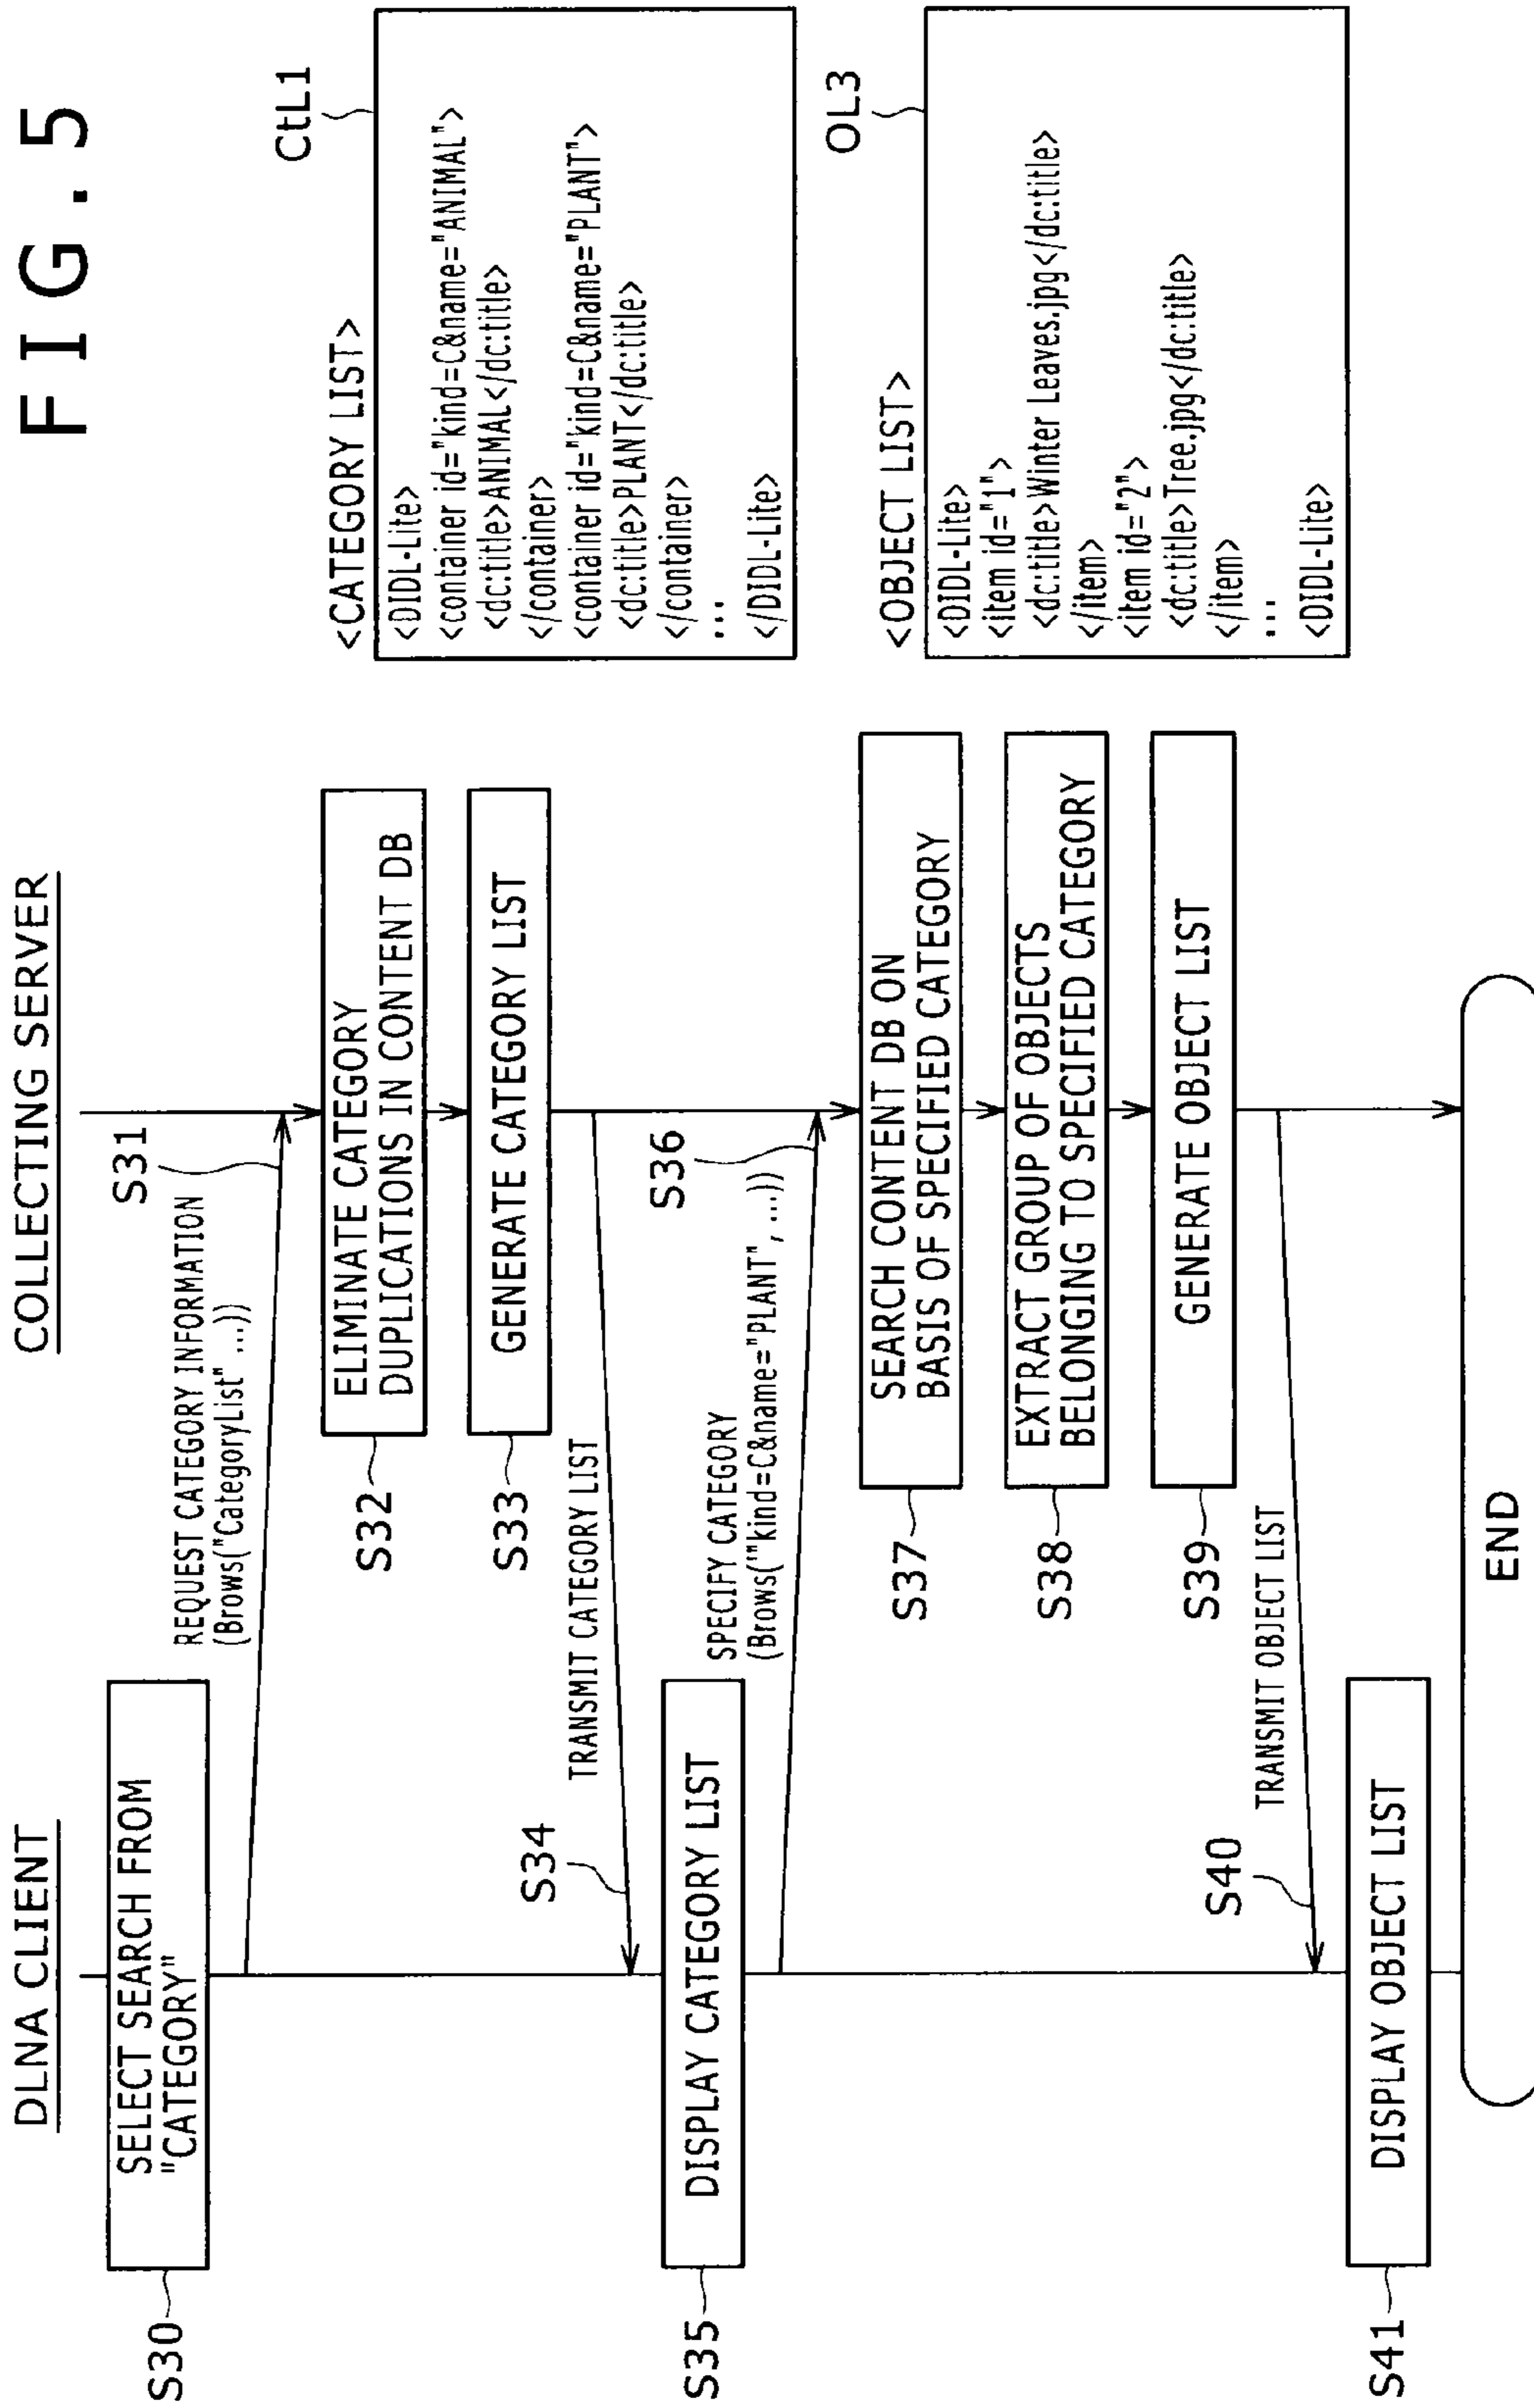 FIG. 5
DLNA CLIENT
COLLECTING SERVER
S30
SELECT SEARCH FROM
"CATEGORY"
REQUEST CATEGORY INFORMATION
(Brows("CategoryList" ...))
S31
S32
ELIMINATE CATEGORY
DUPLICATIONS IN CONTENT DB
S33
GENERATE CATEGORY LIST
TRANSMIT CATEGORY LIST
S34
S35
DISPLAY CATEGORY LIST
SPECIFY CATEGORY
(Brows("'kind=C&name="PLANT", ...))
S36
S37
SEARCH CONTENT DB ON
BASIS OF SPECIFIED CATEGORY
S38
EXTRACT GROUP OF OBJECTS
BELONGING TO SPECIFIED CATEGORY
S39
GENERATE OBJECT LIST
TRANSMIT OBJECT LIST
S40
S41
DISPLAY OBJECT LIST
END
<CATEGORY LIST>
CtL1
<DIDL-Lite>
<container id="kind=C&name="ANIMAL">
<dc:title>ANIMAL</dc:title>
</container>
<container id="kind=C&name="PLANT">
<dc:title>PLANT</dc:title>
</container>
...
</DIDL-Lite>
<OBJECT LIST>
OL3
<DIDL-Lite>
<item id="1">
<dc:title>Winter Leaves.jpg</dc:title>
</item>
<item id="2">
<dc:title>Tree.jpg</dc:title>
</item>
...
<DIDL-Lite>